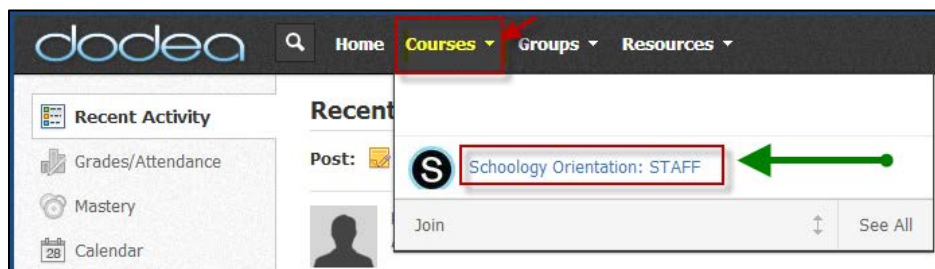 dodea Home Courses Groups Resources
Recent Activity
Recent
Grades/Attendance
Post:
S Schoology Orientation: STAFF
Mastery
Join See All
28 Calendar